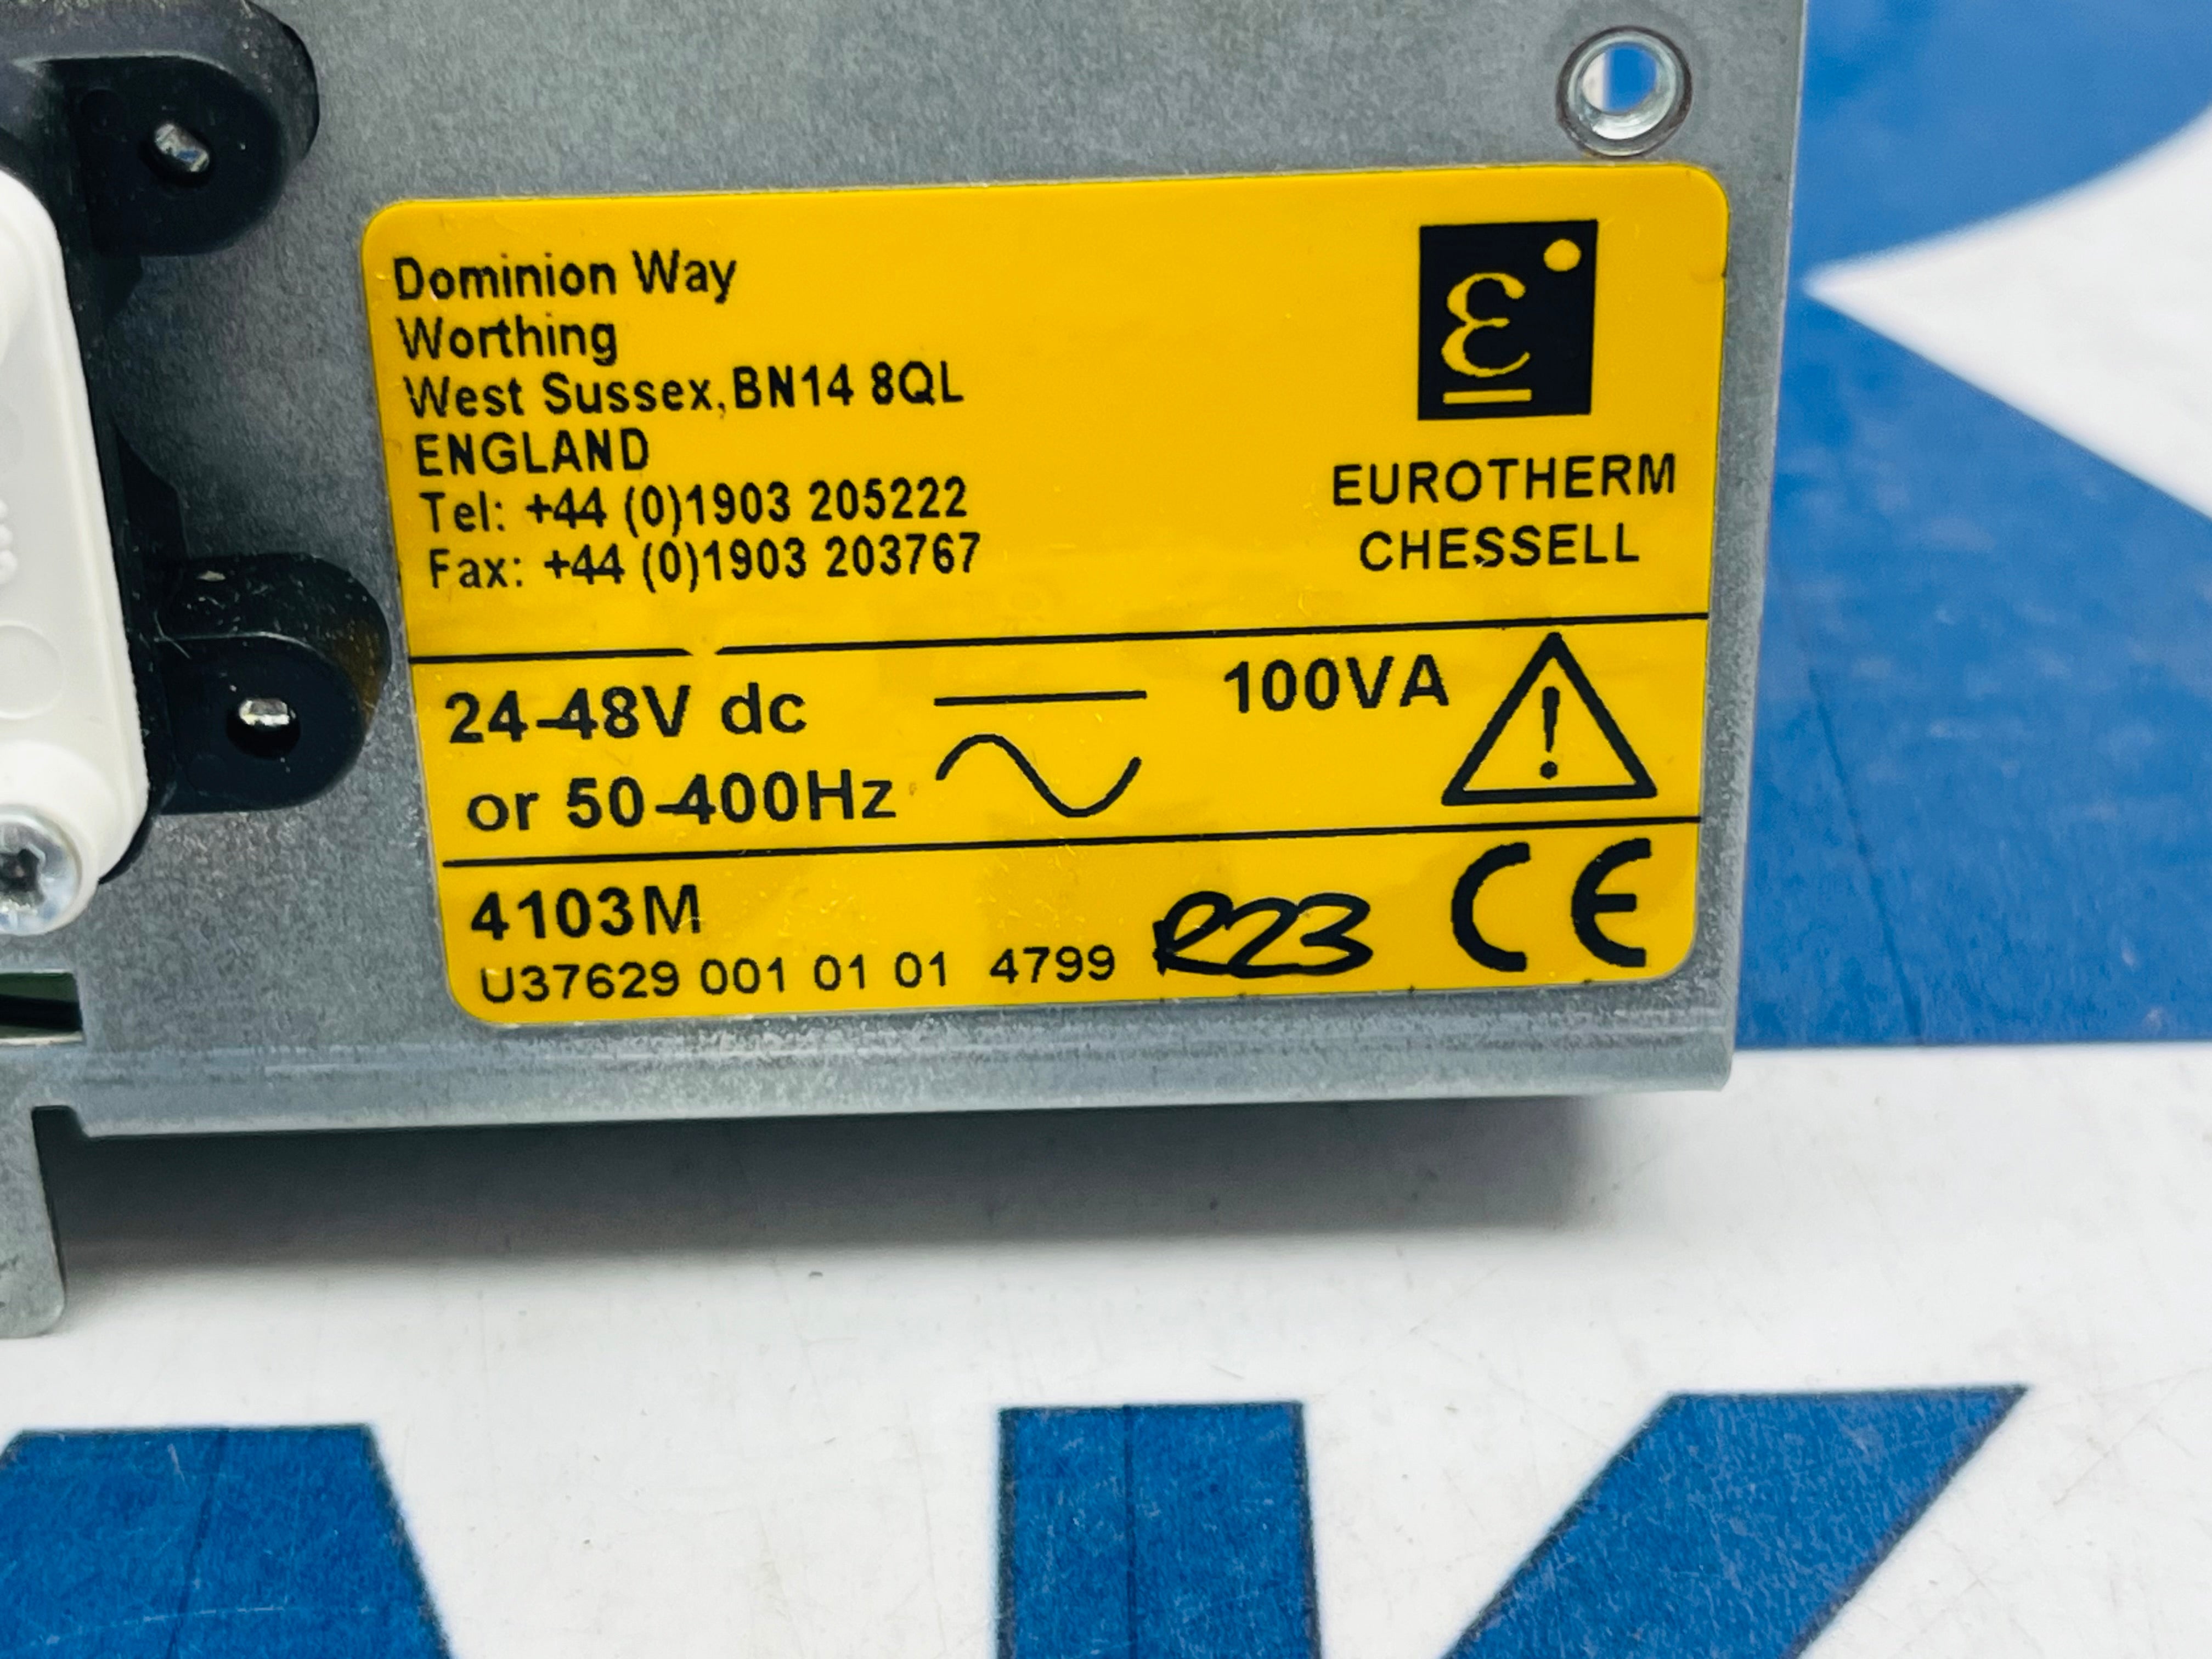 Dominion Way
Worthing
West Sussex, BN14 8QL
ENGLAND
Tel: +44 (0)1903 205222
Fax: +44 (0)1903 203767
EUROTHERM
CHESSELL
24-48V dc
or 50-400Hz
100VA
4103M
U37629 001 01 01 4799 R23 CE